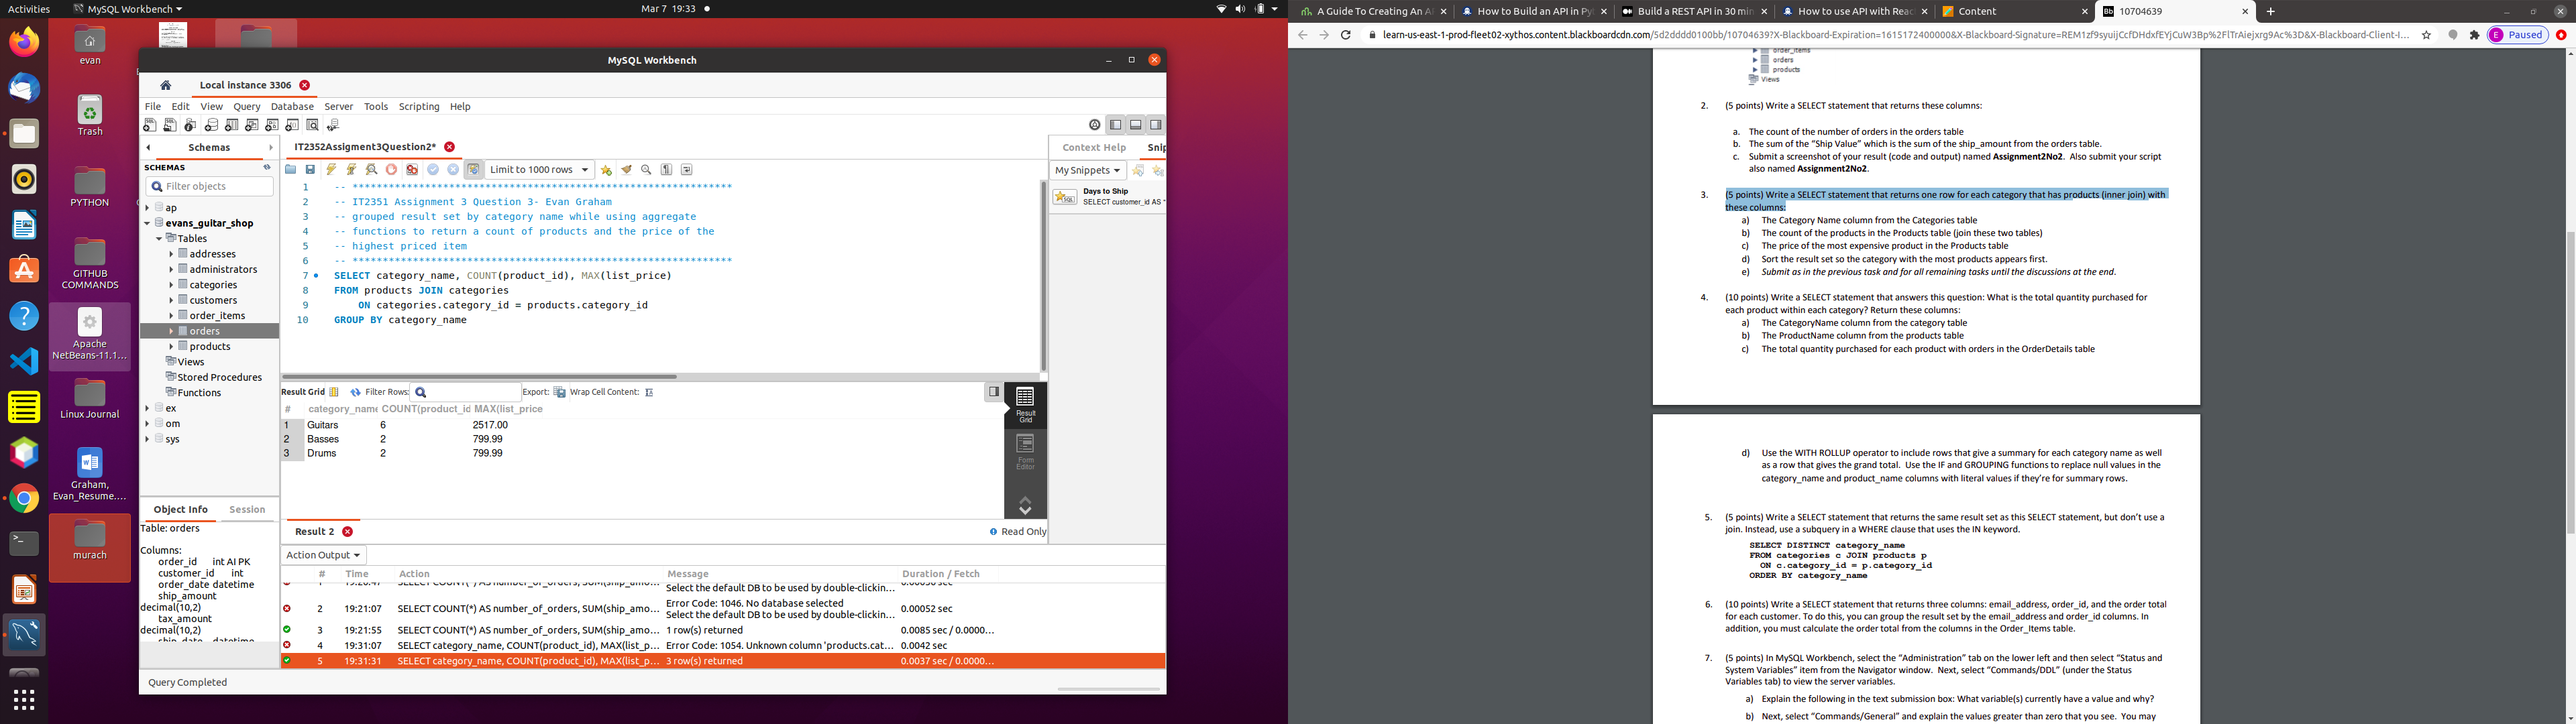 Activities
MySQL Workbench
Mar 7 19:33
evan
Trash
PYTHON
GITHUB
COMMANDS
Apache
NetBeans-11.1...
Linux Journal
Graham,
Evan_Resume....
murach
MySQL Workbench
Local instance 3306
File Edit View Query Database Server Tools Scripting Help
Schemas
SCHEMAS
Filter objects
ap
evans_guitar_shop
Tables
addresses
administrators
categories
customers
order_items
orders
products
Views
Stored Procedures
Functions
ex
om
sys
Object Info Session
Table: orders
Columns:
order_id int AI PK
customer_id int
order_date datetime
ship_amount
decimal(10,2)
tax_amount
decimal(10,2)
ship_date datetime
IT2352Assigment3Question2*
Limit to 1000 rows
1 -- ***************************************************************
2 -- IT2351 Assignment 3 Question 3- Evan Graham
3 -- grouped result set by category name while using aggregate
4 -- functions to return a count of products and the price of the
5 -- highest priced item
6 -- ***************************************************************
7 SELECT category_name, COUNT(product_id), MAX(list_price)
8 FROM products JOIN categories
9 ON categories.category_id = products.category_id
10 GROUP BY category_name
Context Help Snip
My Snippets
Days to Ship
SELECT customer_id AS '
Result Grid Filter Rows: Export: Wrap Cell Content:
# category_name COUNT(product_id MAX(list_price
1 Guitars 6 2517.00
2 Basses 2 799.99
3 Drums 2 799.99
Result
Grid
Form
Editor
Result 2
Read Only
Action Output
# Time Action Message Duration / Fetch
Select the default DB to be used by double-clickin...
2 19:21:07 SELECT COUNT(*) AS number_of_orders, SUM(ship_amo... Error Code: 1046. No database selected 0.00052 sec
Select the default DB to be used by double-clickin...
3 19:21:55 SELECT COUNT(*) AS number_of_orders, SUM(ship_amo... 1 row(s) returned 0.0085 sec / 0.0000...
4 19:31:07 SELECT category_name, COUNT(product_id), MAX(list_p... Error Code: 1054. Unknown column 'products.cat... 0.0042 sec
5 19:31:31 SELECT category_name, COUNT(product_id), MAX(list_p... 3 row(s) returned 0.0037 sec / 0.0000...
Query Completed
A Guide To Creating An A
How to Build an API in Py
Build a REST API in 30 min
How to use API with Reac
Content
10704639
learn-us-east-1-prod-fleet02-xythos.content.blackboardcdn.com/5d2dddd0100bb/10704639?X-Blackboard-Expiration=1615172400000&X-Blackboard-Signature=REM1zf9syuijCcfDHdxfEYjCuW3Bp%2FlTrAiejxrg9Ac%3D&X-Blackboard-Client-I...
Paused
order_items
orders
products
Views
2. (5 points) Write a SELECT statement that returns these columns:
a. The count of the number of orders in the orders table
b. The sum of the "Ship Value" which is the sum of the ship_amount from the orders table.
c. Submit a screenshot of your result (code and output) named Assignment2No2. Also submit your script
also named Assignment2No2.
3. (5 points) Write a SELECT statement that returns one row for each category that has products (inner join) with
these columns:
a) The Category Name column from the Categories table
b) The count of the products in the Products table (join these two tables)
c) The price of the most expensive product in the Products table
d) Sort the result set so the category with the most products appears first.
e) Submit as in the previous task and for all remaining tasks until the discussions at the end.
4. (10 points) Write a SELECT statement that answers this question: What is the total quantity purchased for
each product within each category? Return these columns:
a) The CategoryName column from the category table
b) The ProductName column from the products table
c) The total quantity purchased for each product with orders in the OrderDetails table
d) Use the WITH ROLLUP operator to include rows that give a summary for each category name as well
as a row that gives the grand total. Use the IF and GROUPING functions to replace null values in the
category_name and product_name columns with literal values if they're for summary rows.
5. (5 points) Write a SELECT statement that returns the same result set as this SELECT statement, but don't use a
join. Instead, use a subquery in a WHERE clause that uses the IN keyword.
SELECT DISTINCT category_name
FROM categories c JOIN products p
ON c.category_id = p.category_id
ORDER BY category_name
6. (10 points) Write a SELECT statement that returns three columns: email_address, order_id, and the order total
for each customer. To do this, you can group the result set by the email_address and order_id columns. In
addition, you must calculate the order total from the columns in the Order_Items table.
7. (5 points) In MySQL Workbench, select the "Administration" tab on the lower left and then select "Status and
System Variables" item from the Navigator window. Next, select "Commands/DDL" (under the Status
Variables tab) to view the server variables.
a) Explain the following in the text submission box: What variable(s) currently have a value and why?
b) Next, select "Commands/General" and explain the values greater than zero that you see. You may